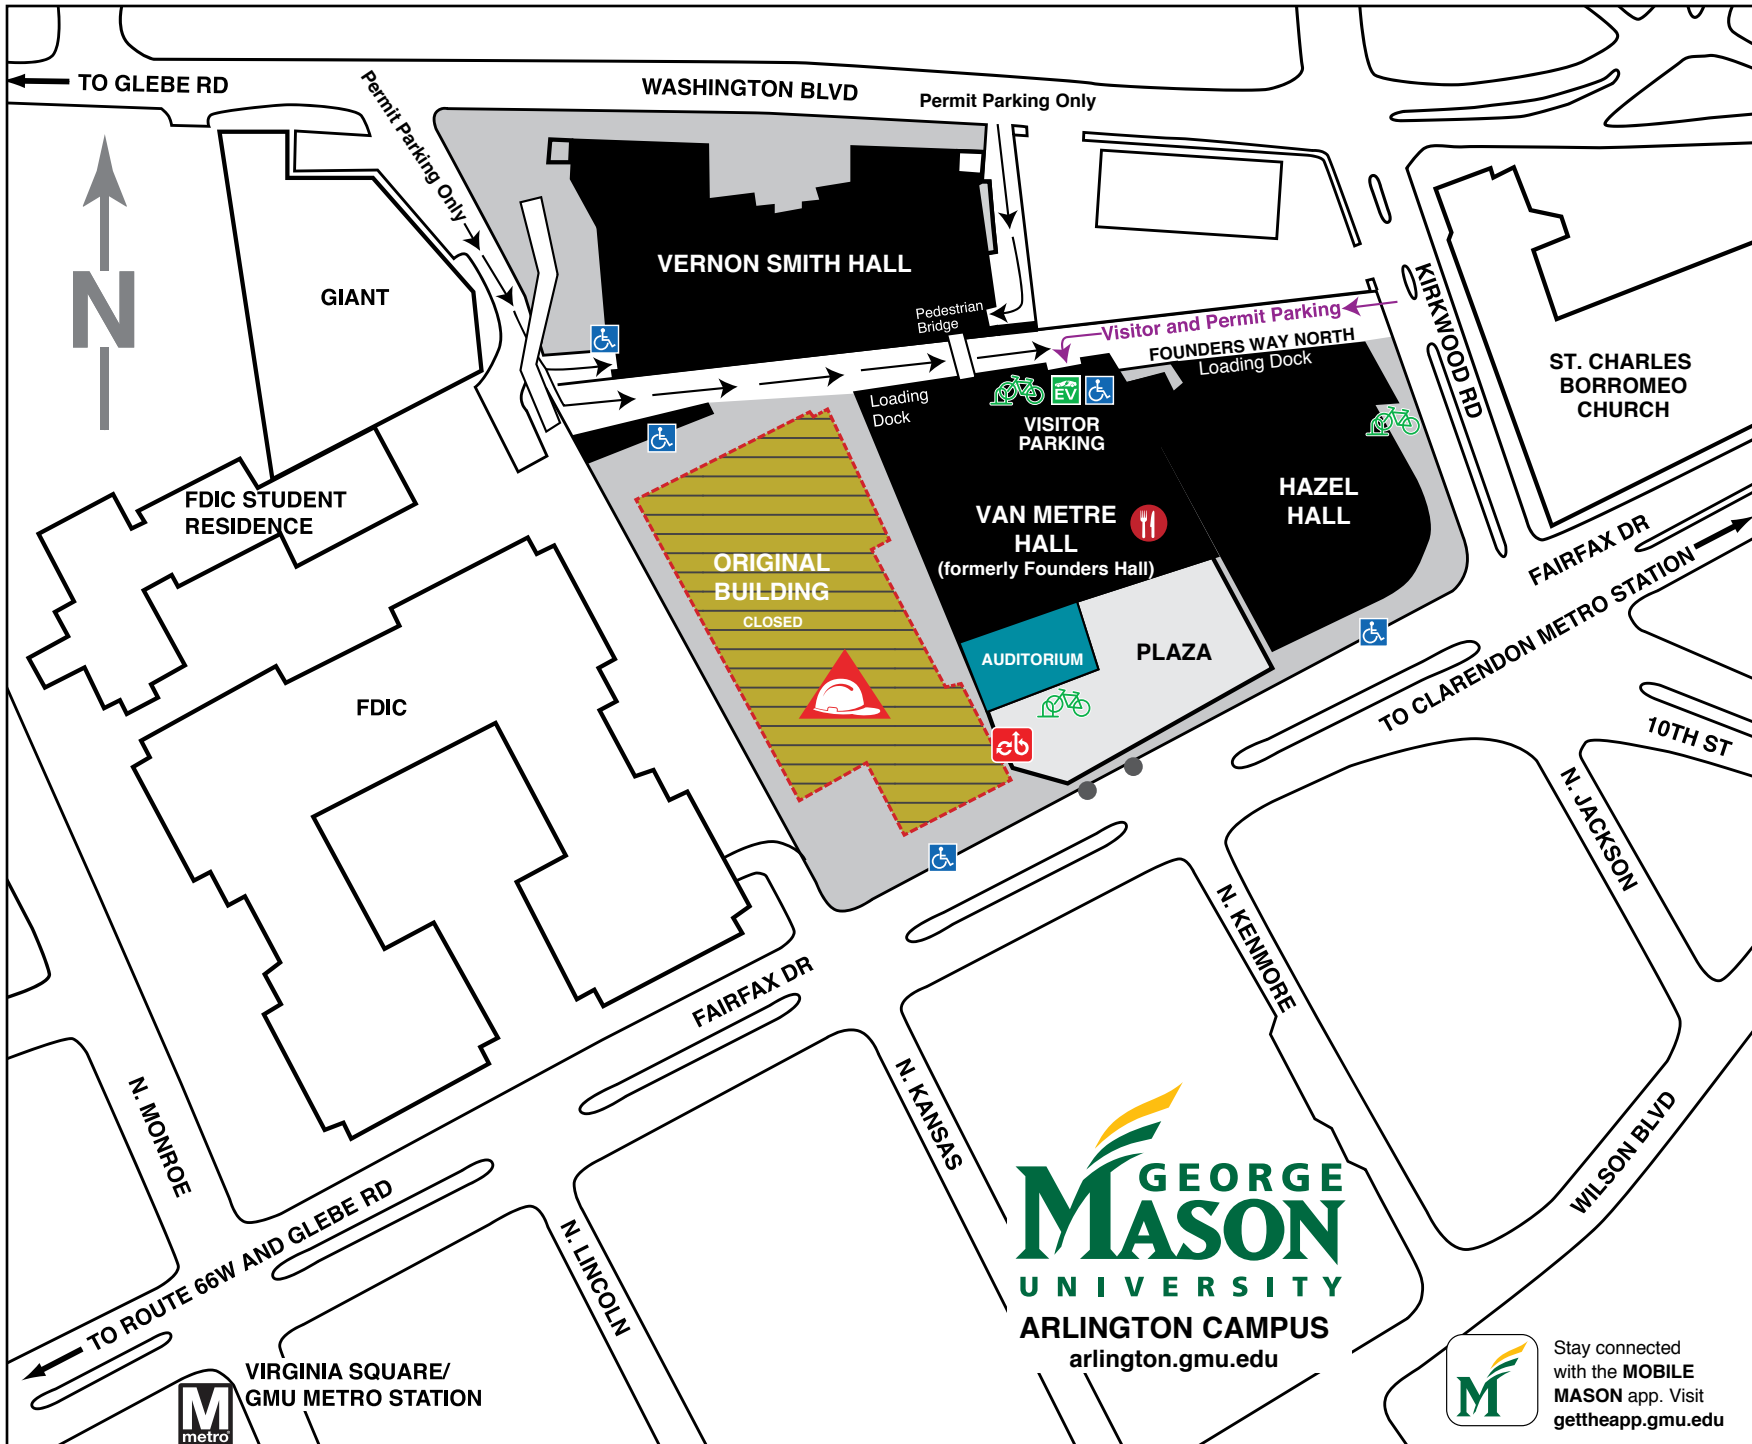 TO GLEBE RD
WASHINGTON BLVD
Permit Parking Only
Permit Parking Only
N
GIANT
VERNON SMITH HALL
Pedestrian
Bridge
Visitor and Permit Parking
FOUNDERS WAY NORTH
Loading Dock
KIRKWOOD RD
ST. CHARLES
BORROMEO
CHURCH
Loading
Dock
EV
VISITOR
PARKING
FDIC STUDENT
RESIDENCE
HAZEL
HALL
VAN METRE
HALL
(formerly Founders Hall)
FAIRFAX DR
TO CLARENDON METRO STATION
ORIGINAL
BUILDING
CLOSED
AUDITORIUM
PLAZA
FDIC
cb
10TH ST
N. JACKSON
N. KENMORE
FAIRFAX DR
N. KANSAS
N. MONROE
WILSON BLVD
TO ROUTE 66W AND GLEBE RD
N. LINCOLN
GEORGE
MASON
UNIVERSITY
ARLINGTON CAMPUS
arlington.gmu.edu
VIRGINIA SQUARE/
GMU METRO STATION
M
metro
M
Stay connected
with the MOBILE
MASON app. Visit
gettheapp.gmu.edu